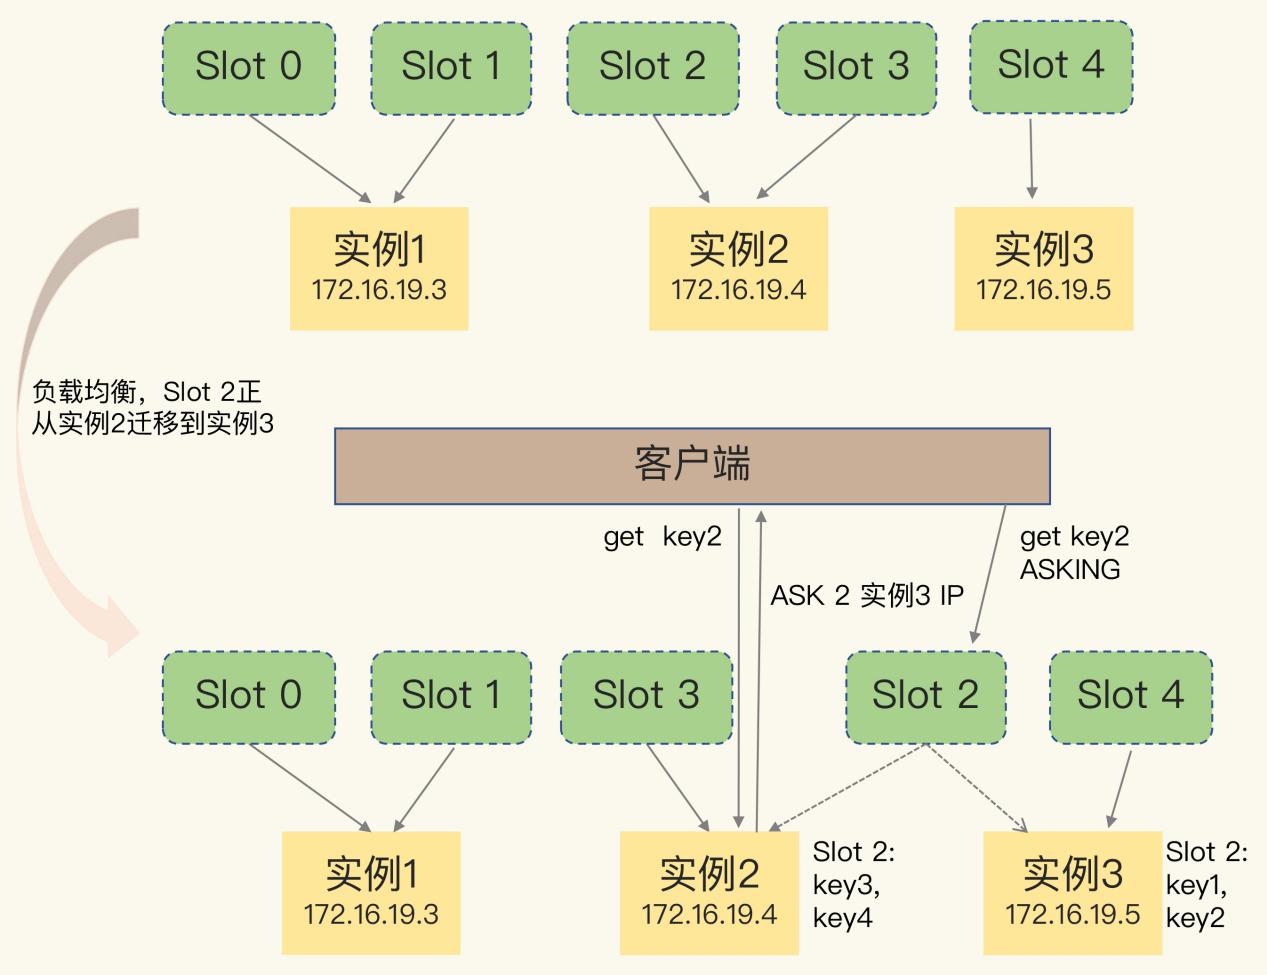 Slot 0
Slot 1
Slot 2
Slot 3
Slot 4
实例1
172.16.19.3
实例2
172.16.19.4
实例3
172.16.19.5
负载均衡，Slot 2正
从实例2迁移到实例3
客户端
get key2
ASK 2 实例3 IP
get key2
ASKING
Slot 0
Slot 1
Slot 3
Slot 2
Slot 4
实例1
172.16.19.3
实例2
172.16.19.4
Slot 2:
key3,
key4
实例3
172.16.19.5
Slot 2:
key1,
key2